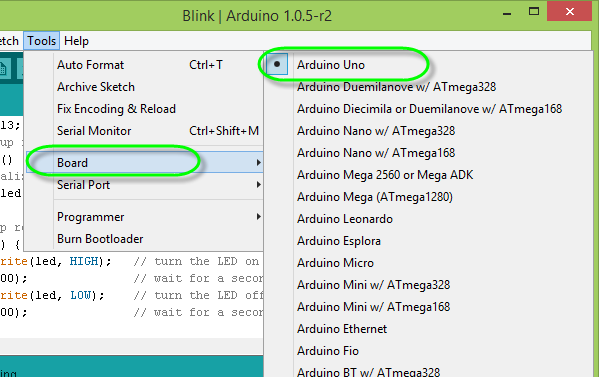 Blink | Arduino 1.0.5-r2
etch Tools Help
Auto Format Ctrl+T
Archive Sketch
Fix Encoding & Reload
Serial Monitor Ctrl+Shift+M
Board
Serial Port
Programmer
Burn Bootloader
Arduino Uno
Arduino Duemilanove w/ ATmega328
Arduino Diecimila or Duemilanove w/ ATmega168
Arduino Nano w/ ATmega328
Arduino Nano w/ ATmega168
Arduino Mega 2560 or Mega ADK
Arduino Mega (ATmega1280)
Arduino Leonardo
Arduino Esplora
Arduino Micro
Arduino Mini w/ ATmega328
Arduino Mini w/ ATmega168
Arduino Ethernet
Arduino Fio
Arduino BT w/ ATmega328
13;
up r
()
aliz
led
p re
) {
rite(led, HIGH); // turn the LED on
00); // wait for a secon
rite(led, LOW); // turn the LED off
00); // wait for a secon
ing